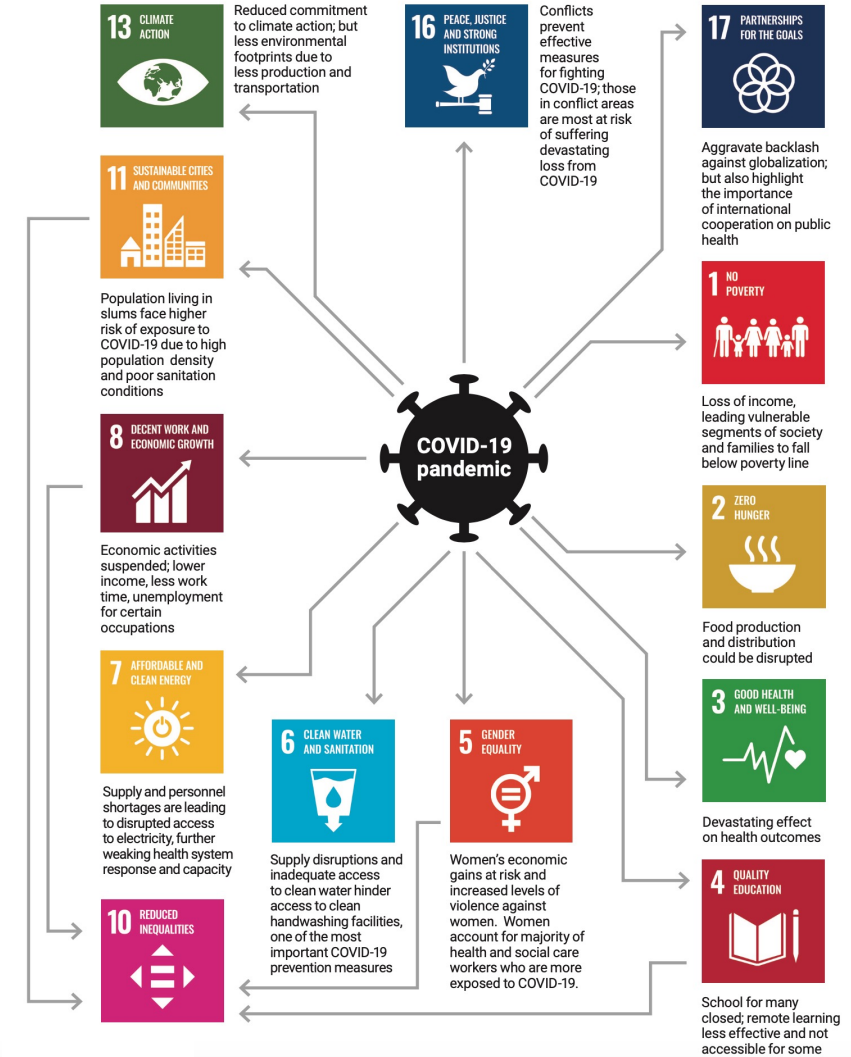 13 CLIMATE
ACTION
Reduced commitment
to climate action; but
less environmental
footprints due to
less production and
transportation
16 PEACE, JUSTICE
AND STRONG
INSTITUTIONS
Conflicts
prevent
effective
measures
for fighting
COVID-19; those
in conflict areas
are most at risk
of suffering
devastating
loss from
COVID-19
17 PARTNERSHIPS
FOR THE GOALS
Aggravate backlash
against globalization;
but also highlight
the importance
of international
cooperation on public
health
11 SUSTAINABLE CITIES
AND COMMUNITIES
Population living in
slums face higher
risk of exposure to
COVID-19 due to high
population density
and poor sanitation
conditions
1 NO
POVERTY
Loss of income,
leading vulnerable
segments of society
and families to fall
below poverty line
8 DECENT WORK AND
ECONOMIC GROWTH
Economic activities
suspended; lower
income, less work
time, unemployment
for certain
occupations
COVID-19
pandemic
2 ZERO
HUNGER
Food production
and distribution
could be disrupted
7 AFFORDABLE AND
CLEAN ENERGY
Supply and personnel
shortages are leading
to disrupted access
to electricity, further
weaking health system
response and capacity
3 GOOD HEALTH
AND WELL-BEING
Devastating effect
on health outcomes
6 CLEAN WATER
AND SANITATION
Supply disruptions and
inadequate access
to clean water hinder
access to clean
handwashing facilities,
one of the most
important COVID-19
prevention measures
5 GENDER
EQUALITY
Women's economic
gains at risk and
increased levels of
violence against
women. Women
account for majority of
health and social care
workers who are more
exposed to COVID-19.
4 QUALITY
EDUCATION
School for many
closed; remote learning
less effective and not
accessible for some
10 REDUCED
INEQUALITIES